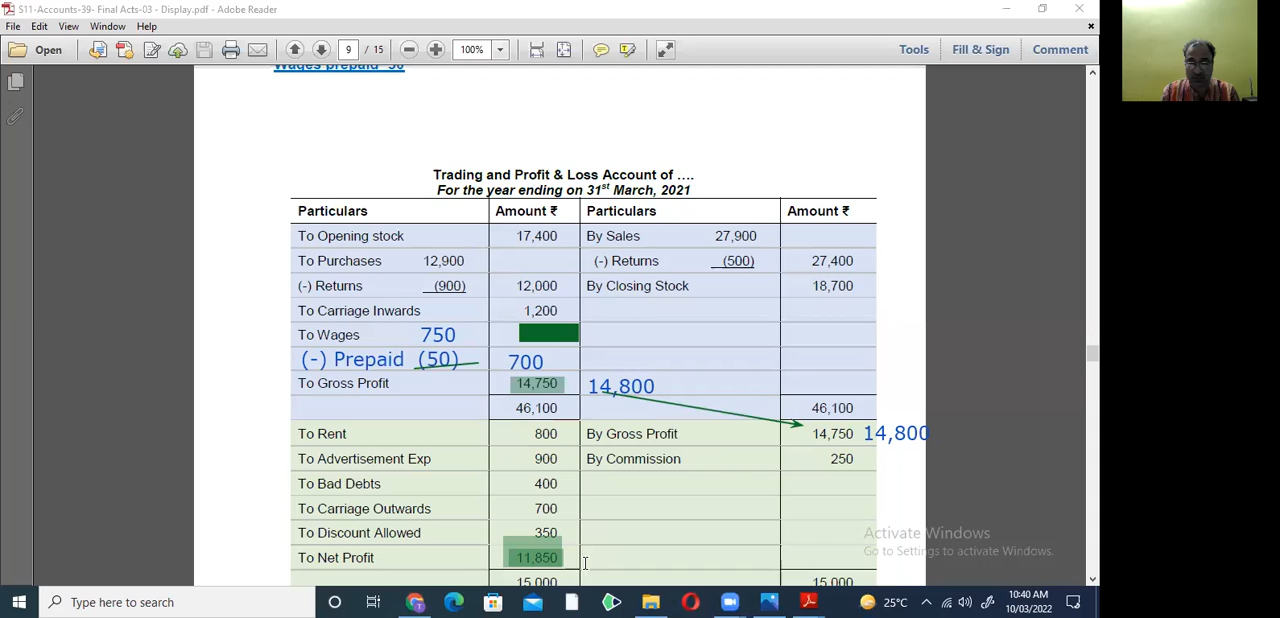 S11-Accounts-39- Final Acts-03 - Display.pdf - Adobe Reader
File Edit View Window Help
Open 9 / 15 100% Tools Fill & Sign Comment
Wages prepaid 50
Trading and Profit & Loss Account of ….
For the year ending on 31st March, 2021
Particulars Amount ₹ Particulars Amount ₹
To Opening stock 17,400 By Sales 27,900
To Purchases 12,900 (-) Returns (500) 27,400
(-) Returns (900) 12,000 By Closing Stock 18,700
To Carriage Inwards 1,200
To Wages 750
(-) Prepaid (50) 700
To Gross Profit 14,750 14,800
46,100 46,100
To Rent 800 By Gross Profit 14,750 14,800
To Advertisement Exp 900 By Commission 250
To Bad Debts 400
To Carriage Outwards 700
To Discount Allowed 350
Activate Windows
Go to Settings to activate Windows.
To Net Profit 11,850
15,000 15,000
Type here to search 25°C 10:40 AM
10/03/2022